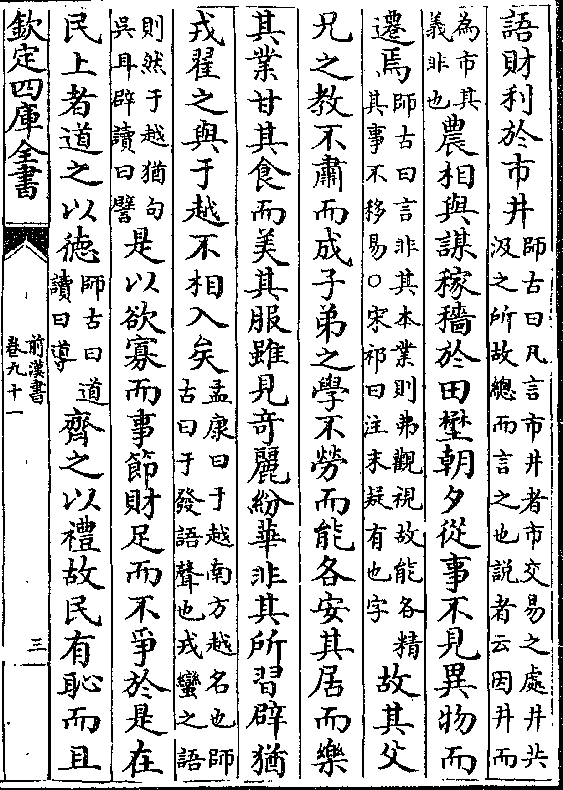 語財利於市井師古曰凡言市井者市交易之處井共汲之所故總而言之也説者云因井而
為市其義非也農相與謀稼穡於田壄朝夕從事不見異物而
遷焉師古曰言非其本業則弗觀視故能各精其事不移易○宋祁曰注末疑有也字故其父
兄之教不肅而成子弟之學不勞而能各安其居而樂
其業甘其食而美其服雖見奇麗紛華非其所習辟猶
戎翟之與于越不相入矣孟康曰于越南方越名也師古曰于發語聲也戎蠻之語
則然于越猶句吳耳辟讀曰譬是以欲寡而事節財足而不爭於是在
民上者道之以德師古曰道讀曰導齊之以禮故民有恥而且
欽定四庫全書
前漢書
卷九十一
三